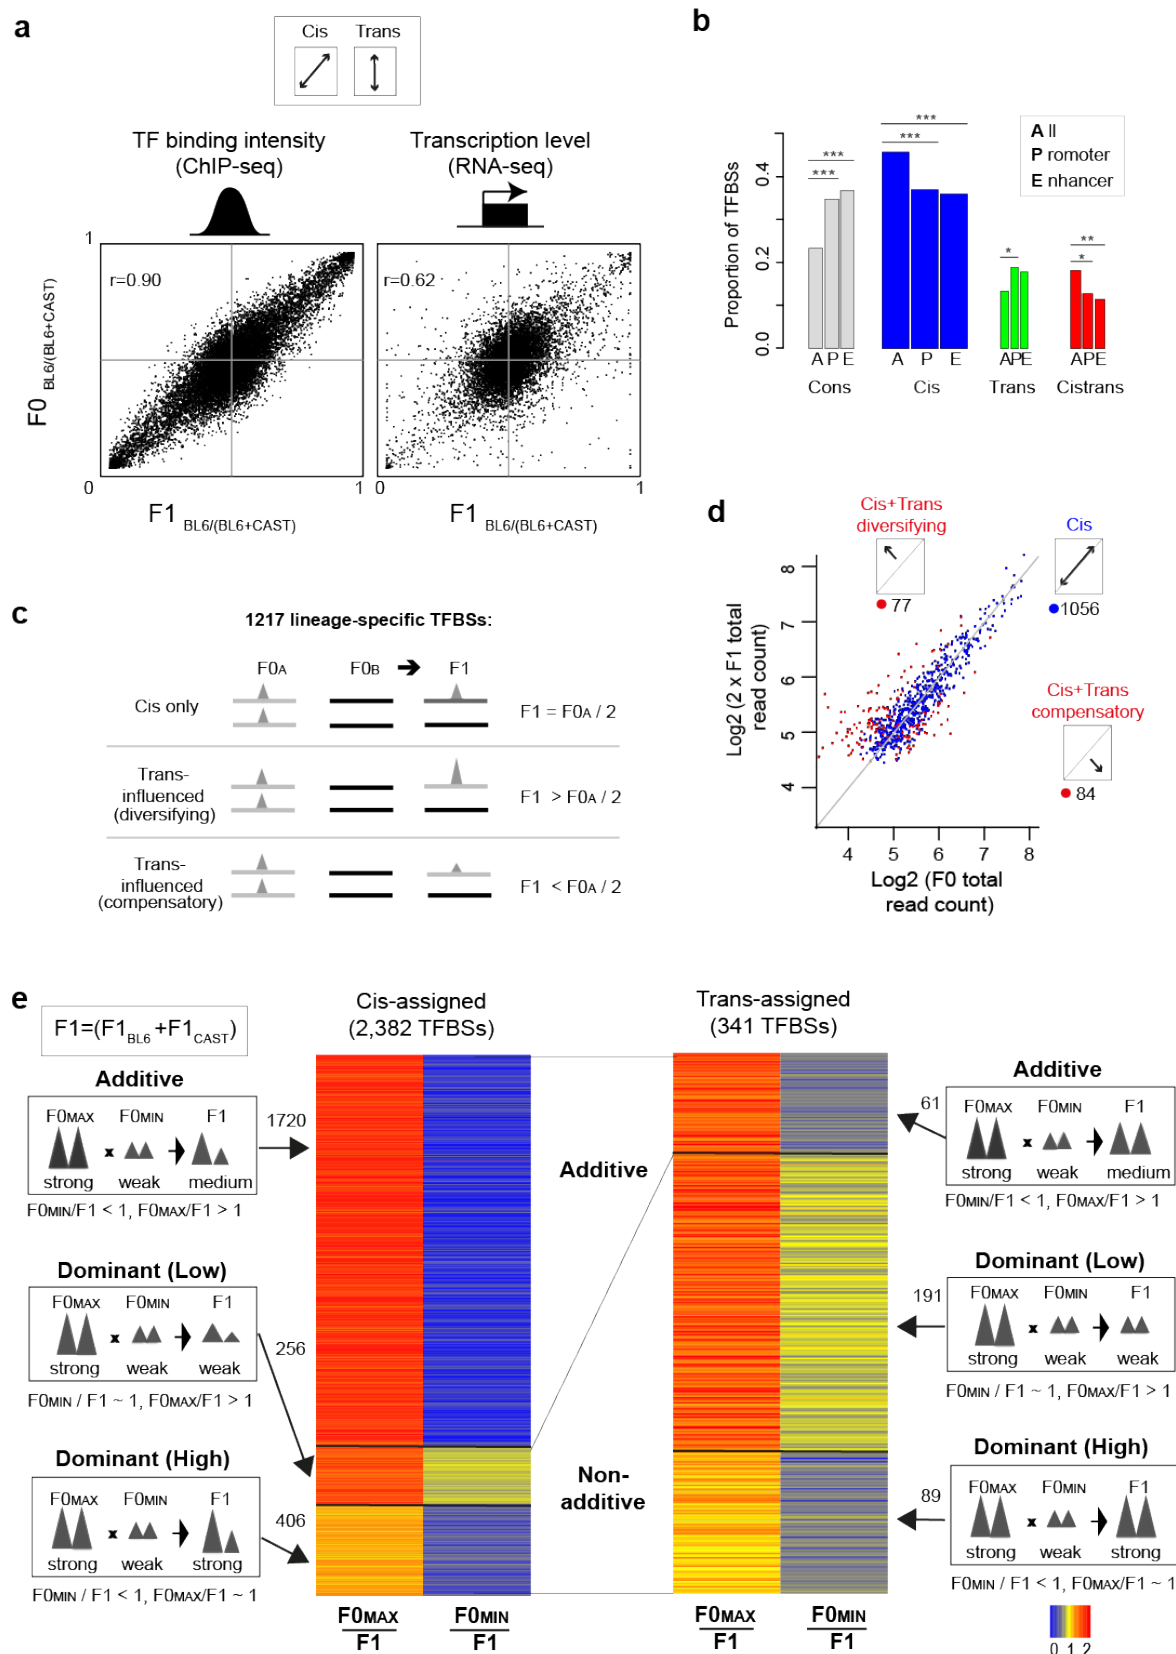 a
Cis Trans
TF binding intensity
(ChIP-seq)
Transcription level
(RNA-seq)
1
r=0.90
r=0.62
F0 BL6/(BL6+CAST)
0 1 0 1
F1 BL6/(BL6+CAST)
F1 BL6/(BL6+CAST)
b
Proportion of TFBSs
0.0 0.2 0.4
*** ***
*** ***
* ** *
A ll
P romoter
E nhancer
A P E A P E A P E A P E
Cons Cis Trans Cistrans
c
1217 lineage-specific TFBSs:
F0A F0B F1
Cis only
F1 = F0A / 2
Trans-
influenced
(diversifying)
F1 > F0A / 2
Trans-
influenced
(compensatory)
F1 < F0A / 2
d
Cis+Trans
diversifying
77
Cis
1056
Cis+Trans
compensatory
84
Log2 (2 x F1 total
read count)
4 5 6 7 8
4 5 6 7 8
Log2 (F0 total
read count)
e
F1=(F1BL6 +F1CAST)
Cis-assigned
(2,382 TFBSs)
Trans-assigned
(341 TFBSs)
Additive
F0MAX F0MIN F1
x
strong weak medium
F0MIN/F1 < 1, F0MAX/F1 > 1
1720
Dominant (Low)
F0MAX F0MIN F1
x
strong weak weak
F0MIN / F1 ~ 1, F0MAX/F1 > 1
256
Dominant (High)
F0MAX F0MIN F1
x
strong weak strong
F0MIN / F1 < 1, F0MAX/F1 ~ 1
406
Additive
Non-
additive
61
Additive
F0MAX F0MIN F1
x
strong weak medium
F0MIN/F1 < 1, F0MAX/F1 > 1
191
Dominant (Low)
F0MAX F0MIN F1
x
strong weak weak
F0MIN / F1 ~ 1, F0MAX/F1 > 1
89
Dominant (High)
F0MAX F0MIN F1
x
strong weak strong
F0MIN / F1 < 1, F0MAX/F1 ~ 1
F0MAX F0MIN F0MAX F0MIN
F1 F1 F1 F1
0 1 2